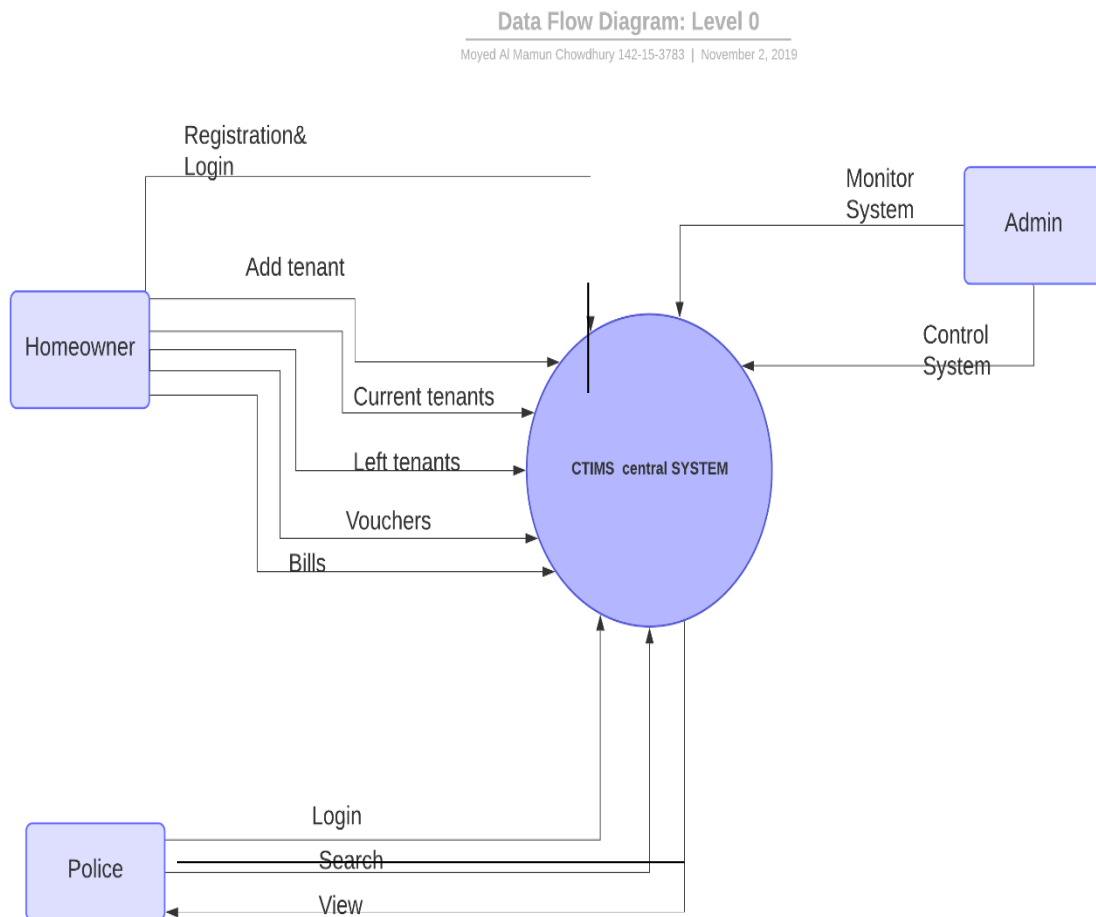 Data Flow Diagram: Level 0
Moyed Al Mamun Chowdhury 142-15-3783 | November 2, 2019
Registration&
Login
Monitor
System
Admin
Add tenant
Homeowner
Control
System
Current tenants
Left tenants
CTIMS central SYSTEM
Vouchers
Bills
Login
Search
Police
View